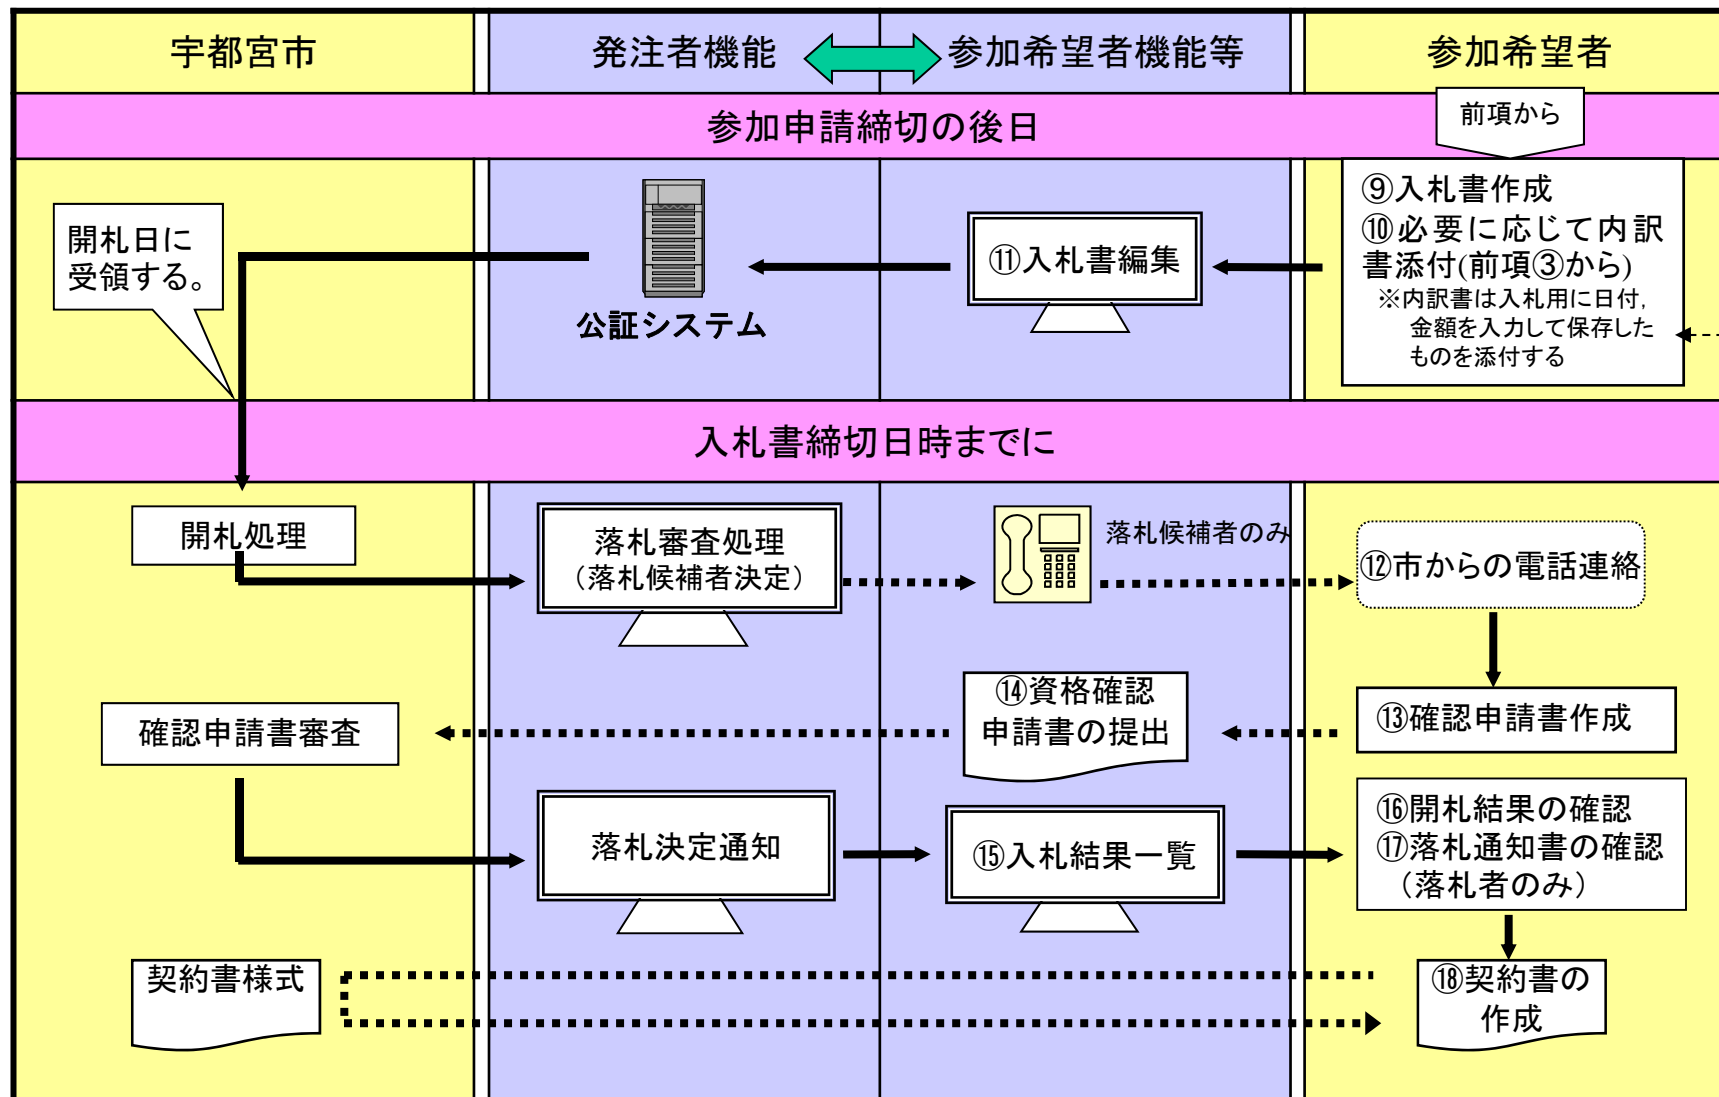 宇都宮市
発注者機能
参加希望者機能等
参加希望者
参加申請締切の後日
前項から
開札日に
受領する。
公証システム
⑪入札書編集
⑨入札書作成
⑩必要に応じて内訳
書添付(前項③から)
※内訳書は入札用に日付,
金額を入力して保存した
ものを添付する
入札書締切日時までに
開札処理
落札審査処理
（落札候補者決定）
落札候補者のみ
⑫市からの電話連絡
確認申請書審査
⑭資格確認
申請書の提出
⑬確認申請書作成
落札決定通知
⑮入札結果一覧
⑯開札結果の確認
⑰落札通知書の確認
（落札者のみ）
契約書様式
⑱契約書の
作成